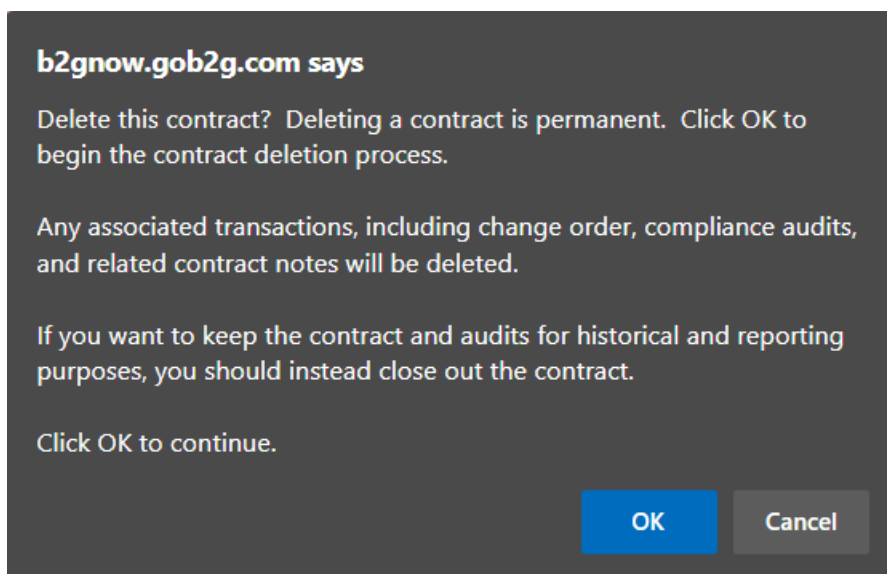 b2gnow.gob2g.com says
Delete this contract?  Deleting a contract is permanent.  Click OK to
begin the contract deletion process.
Any associated transactions, including change order, compliance audits,
and related contract notes will be deleted.
If you want to keep the contract and audits for historical and reporting
purposes, you should instead close out the contract.
Click OK to continue.
OK
Cancel